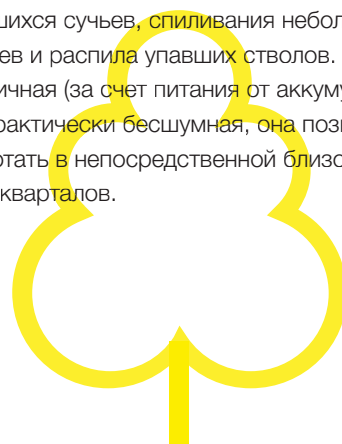 шихся сучьев, спиливания небол
ев и распила упавших стволов.
ичная (за счет питания от аккуму
рактически бесшумная, она позв
отать в непосредственной близо
кварталов.